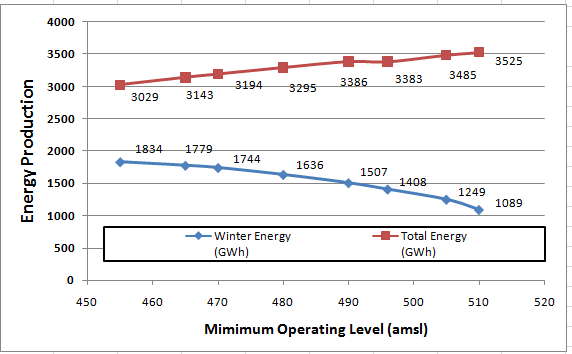 4000
3500
3000
2500
2000
1500
1000
500
0
Energy Production
3029 3143 3194 3295 3386 3383 3485 3525
1834 1779 1744 1636 1507 1408 1249 1089
Winter Energy Total Energy
(GWh) (GWh)
450 460 470 480 490 500 510 520
Mimimum Operating Level (amsl)